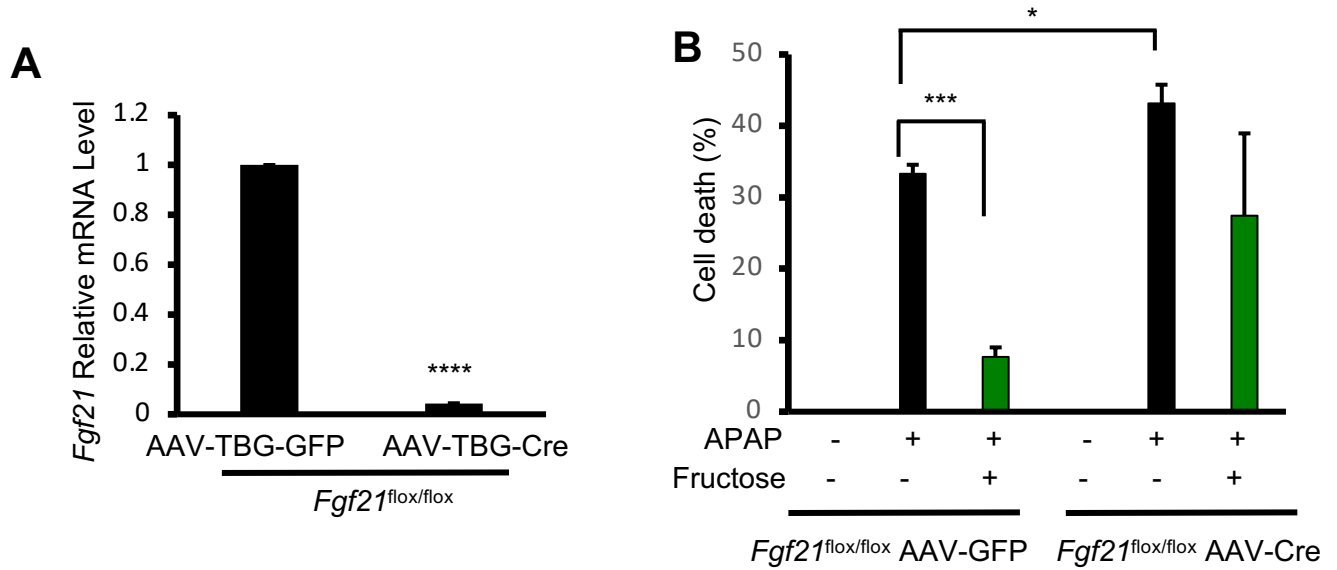 A
Fgf21 Relative mRNA Level
1.2
1
0.8
0.6
0.4
0.2
0
****
AAV-TBG-GFP AAV-TBG-Cre
Fgf21flox/flox
B
Cell death (%)
50
40
30
20
10
0
*
***
APAP - + + - + +
Fructose - - + - - +
Fgf21flox/flox AAV-GFP Fgf21flox/flox AAV-Cre